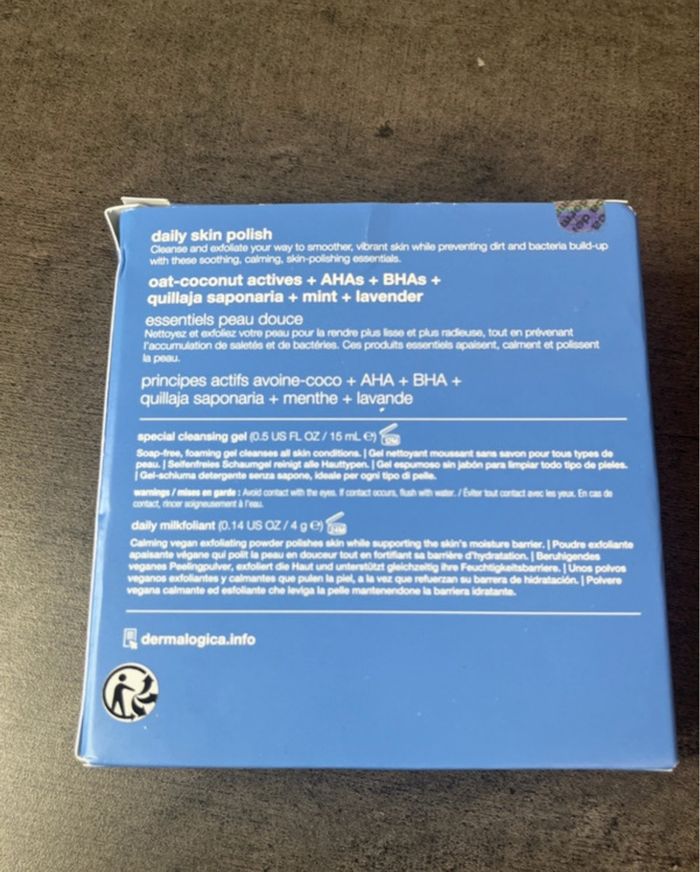 daily skin polish
Cleanse and exfoliate your way to smoother, vibrant skin while preventing dirt and bacteria build-up
with these soothing, calming, skin-polishing essentials.
oat-coconut actives + AHAs + BHAs +
quillaja saponaria + mint + lavender
essentiels peau douce
Nettoyez et exfoliez votre peau pour la rendre plus lisse et plus radieuse, tout en prévenant
l'accumulation de saletés et de bactéries. Ces produits essentiels apaisent, calment et polissent
la peau.
principes actifs avoine-coco + AHA + BHA +
quillaja saponaria + menthe + lavande
special cleansing gel (0.5 US FL OZ / 15 mL ℮)
Soap-free, foaming gel cleanses all skin conditions. | Gel nettoyant moussant sans savon pour tous types de
peau. | Seifenfreies Schaumgel reinigt alle Hauttypen. | Gel espumoso sin jabón para limpiar todo tipo de pieles.
| Gel-schiuma detergente senza sapone, ideale per ogni tipo di pelle.
warnings / mises en garde : Avoid contact with the eyes. If contact occurs, flush with water. / Éviter tout contact avec les yeux. En cas de
contact, rincer soigneusement à l'eau.
daily milkfoliant (0.14 US OZ / 4 g ℮) 24M
Calming vegan exfoliating powder polishes skin while supporting the skin's moisture barrier. | Poudre exfoliante
apaisante végane qui polit la peau en douceur tout en fortifiant sa barrière d'hydratation. | Beruhigendes
veganes Peelingpulver, exfoliert die Haut und unterstützt gleichzeitig ihre Feuchtigkeitsbarriere. | Unos polvos
veganos exfoliantes y calmantes que pulen la piel, a la vez que refuerzan su barrera de hidratación. | Polvere
vegana calmante ed esfoliante che leviga la pelle mantenendone la barriera idratante.
dermalogica.info